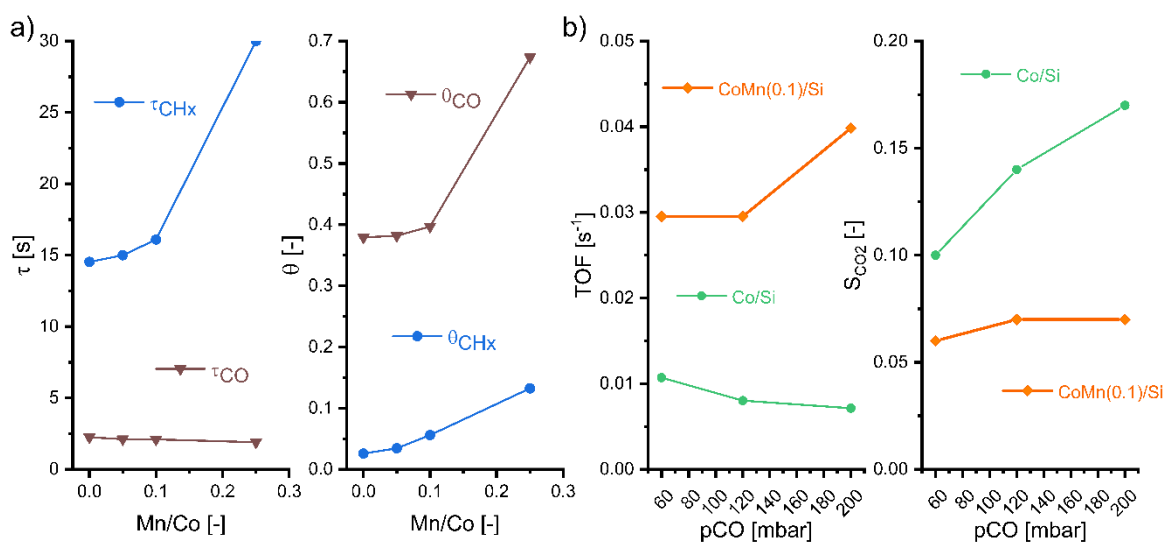 a)
τ [s]
30
25
20
15
10
5
0
τCHx
τCO
0.0 0.1 0.2 0.3
Mn/Co [-]
θ [-]
0.7
0.6
0.5
0.4
0.3
0.2
0.1
0.0
θCO
θCHx
0.0 0.1 0.2 0.3
Mn/Co [-]
b)
TOF [s-1]
0.05
0.04
0.03
0.02
0.01
0.00
CoMn(0.1)/Si
Co/Si
60 80 100 120 140 160 180 200
pCO [mbar]
SCO2 [-]
0.20
0.15
0.10
0.05
0.00
Co/Si
CoMn(0.1)/Si
60 80 100 120 140 160 180 200
pCO [mbar]